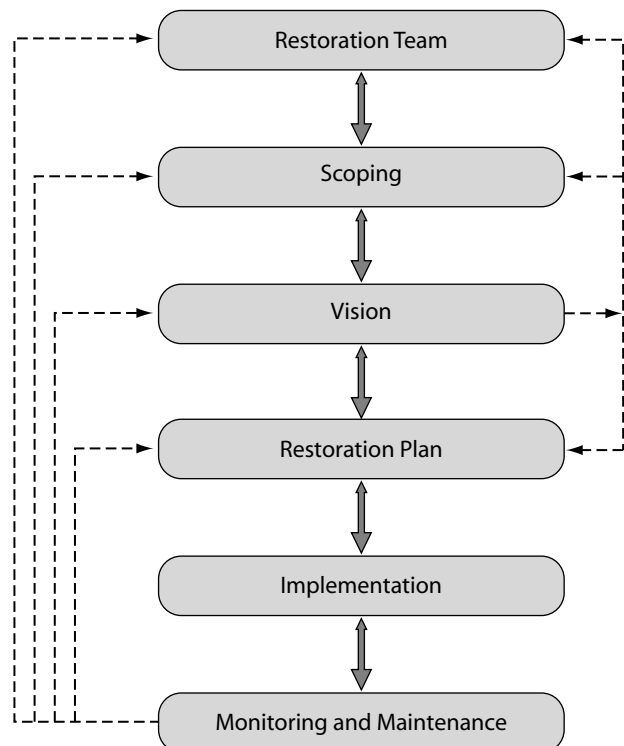 Restoration Team
Scoping
Vision
Restoration Plan
Implementation
Monitoring and Maintenance